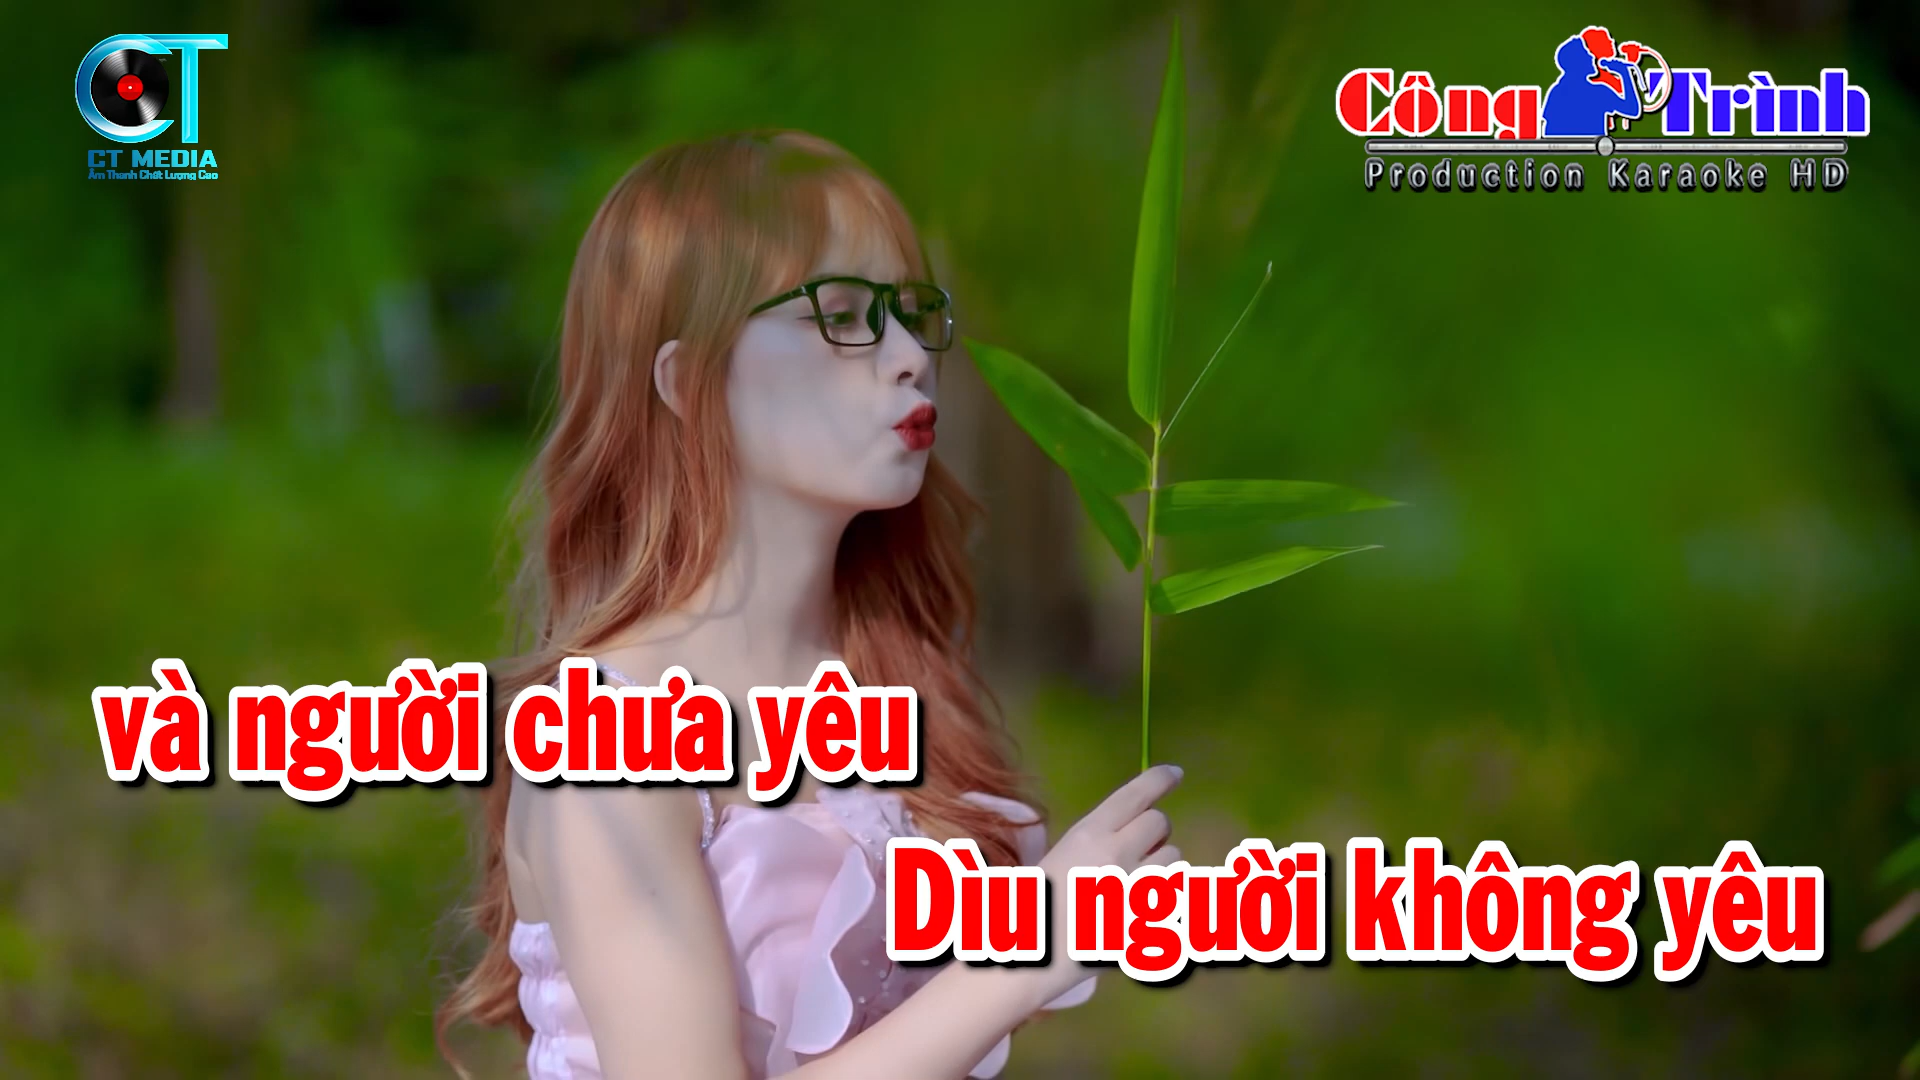 CT
CT MEDIA
Âm Thanh Chất Lượng Cao
Công Trình
Production Karaoke HD
và người chưa yêu
Dìu người không yêu